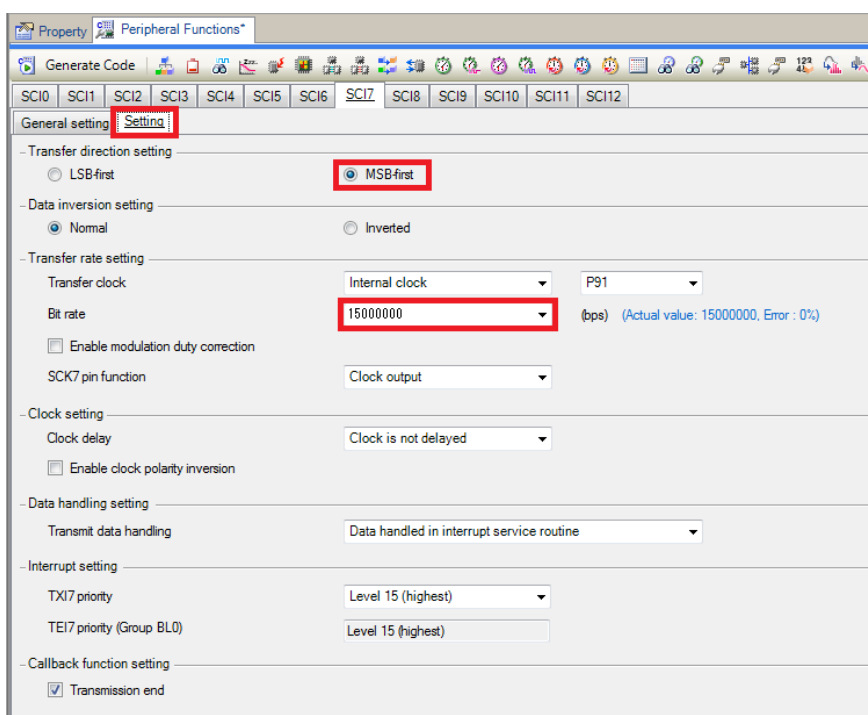 Property Peripheral Functions*
Generate Code
SCI0 SCI1 SCI2 SCI3 SCI4 SCI5 SCI6 SCI7 SCI8 SCI9 SCI10 SCI11 SCI12
General setting Setting
Transfer direction setting
LSB-first MSB-first
Data inversion setting
Normal Inverted
Transfer rate setting
Transfer clock Internal clock P91
Bit rate 15000000 (bps) (Actual value: 15000000, Error : 0%)
Enable modulation duty correction
SCK7 pin function Clock output
Clock setting
Clock delay Clock is not delayed
Enable clock polarity inversion
Data handling setting
Transmit data handling Data handled in interrupt service routine
Interrupt setting
TXI7 priority Level 15 (highest)
TEI7 priority (Group BL0) Level 15 (highest)
Callback function setting
Transmission end